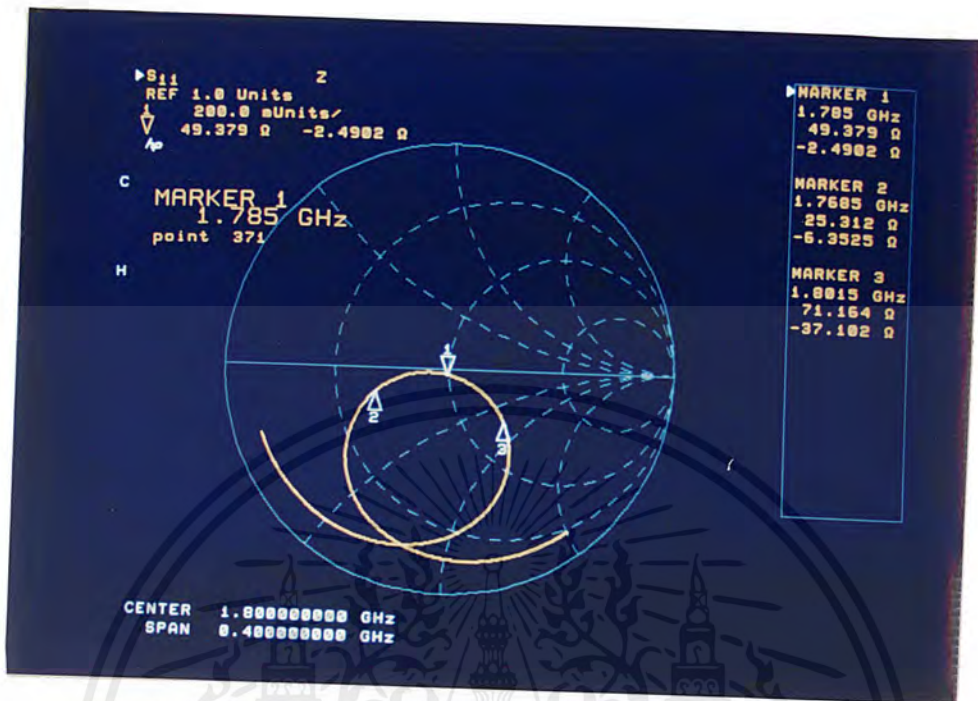 S11 Z
REF 1.0 Units
1 200.0 mUnits/
49.379 Ω -2.4902 Ω
hp
C
MARKER 1
1.785 GHz
point 371
H
MARKER 1
1.785 GHz
49.379 Ω
-2.4902 Ω
MARKER 2
1.7685 GHz
25.312 Ω
-6.3525 Ω
MARKER 3
1.8015 GHz
71.164 Ω
-37.102 Ω
1
2
3
CENTER 1.800000000 GHz
SPAN 0.400000000 GHz